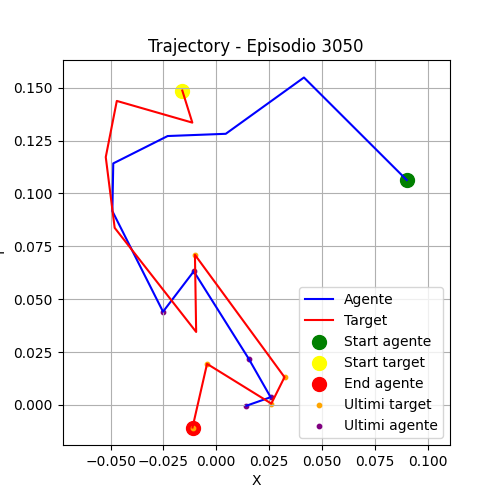 Trajectory - Episodio 3050
0.150
0.125
0.100
0.075
0.050
0.025
0.000
−0.050 −0.025 0.000 0.025 0.050 0.075 0.100
X
Agente
Target
Start agente
Start target
End agente
Ultimi target
Ultimi agente